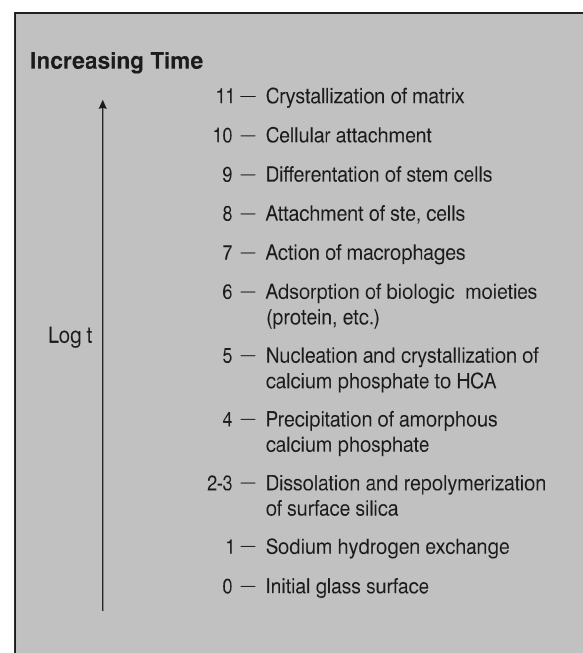 Increasing Time
11 — Crystallization of matrix
10 — Cellular attachment
9 — Differentation of stem cells
8 — Attachment of ste, cells
7 — Action of macrophages
6 — Adsorption of biologic moieties
(protein, etc.)
Log t
5 — Nucleation and crystallization of
calcium phosphate to HCA
4 — Precipitation of amorphous
calcium phosphate
2-3 — Dissolation and repolymerization
of surface silica
1 — Sodium hydrogen exchange
0 — Initial glass surface